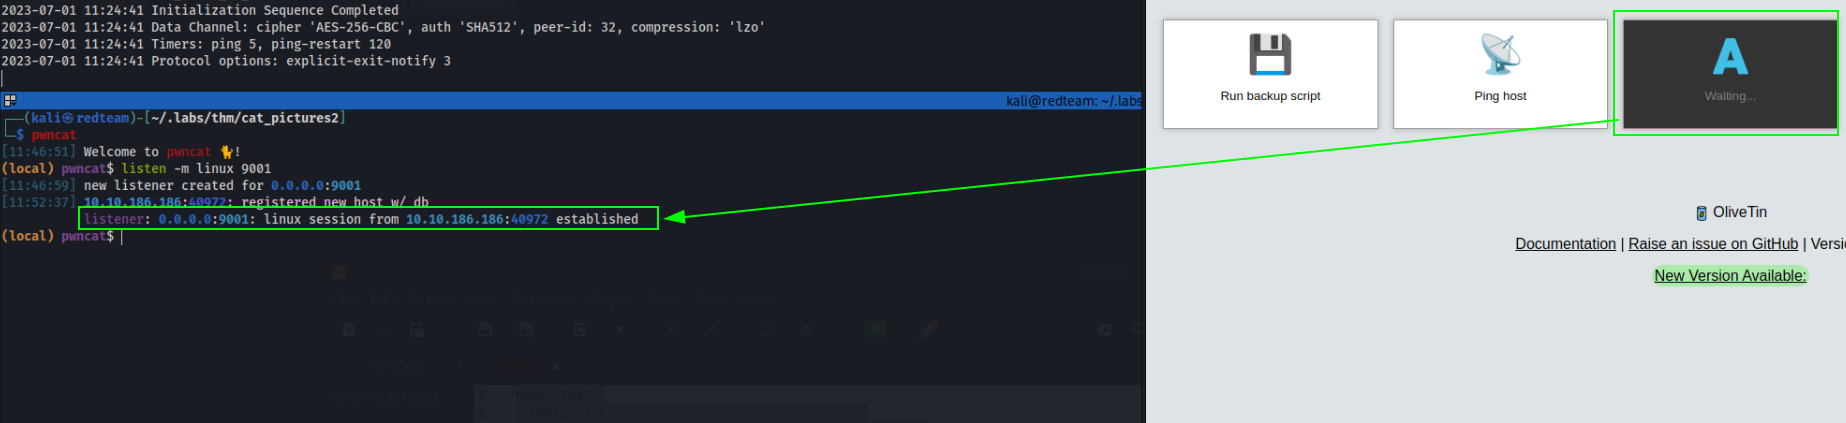 2023-07-01 11:24:41 Initialization Sequence Completed
2023-07-01 11:24:41 Data Channel: cipher 'AES-256-CBC', auth 'SHA512', peer-id: 32, compression: 'lzo'
2023-07-01 11:24:41 Timers: ping 5, ping-restart 120
2023-07-01 11:24:41 Protocol options: explicit-exit-notify 3
kali@redteam: ~/.labs
┌──(kali㉿redteam)-[~/.labs/thm/cat_pictures2]
└─$ pwncat
[11:46:51] Welcome to pwncat 🐈!
(local) pwncat$ listen -m linux 9001
[11:46:59] new listener created for 0.0.0.0:9001
[11:52:37] 10.10.186.186:40972: registered new host w/ db
listener: 0.0.0.0:9001: linux session from 10.10.186.186:40972 established
(local) pwncat$
1 name: Test
2 hosts: all
Run backup script
Ping host
A
Waiting...
OliveTin
Documentation | Raise an issue on GitHub | Versi
New Version Available: